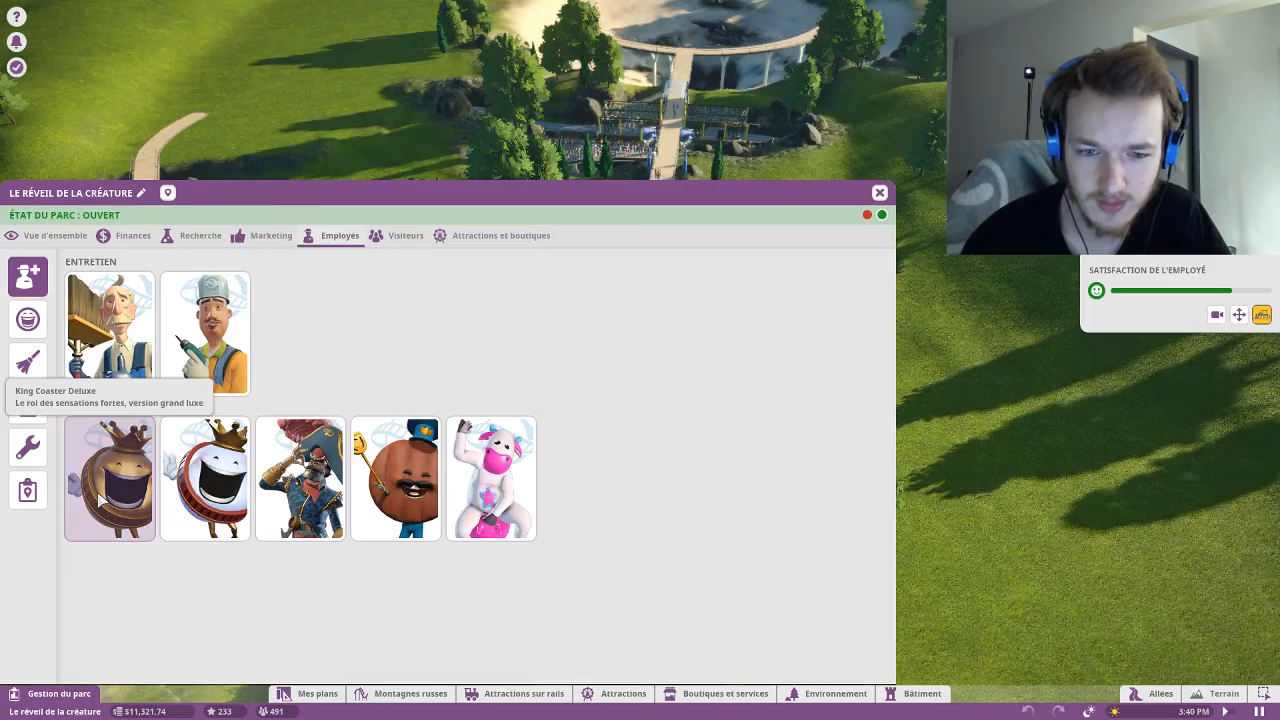 LE RÉVEIL DE LA CRÉATURE
ÉTAT DU PARC : OUVERT
Vue d'ensemble
Finances
Recherche
Marketing
Employés
Visiteurs
Attractions et boutiques
ENTRETIEN
SATISFACTION DE L'EMPLOYÉ
King Coaster Deluxe
Le roi des sensations fortes, version grand luxe
Gestion du parc
Mes plans
Montagnes russes
Attractions sur rails
Attractions
Boutiques et services
Environnement
Bâtiment
Allées
Terrain
Le réveil de la créature
$11,321.74
233
491
3:40 PM